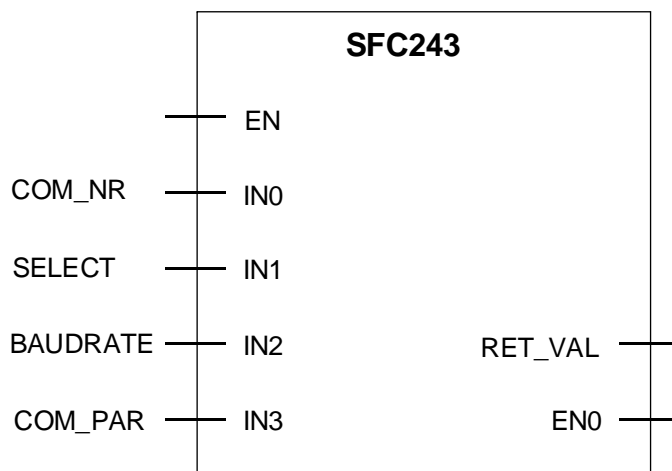 SFC243
EN
COM_NR IN0
SELECT IN1
BAUDRATE IN2 RET_VAL
COM_PAR IN3 EN0